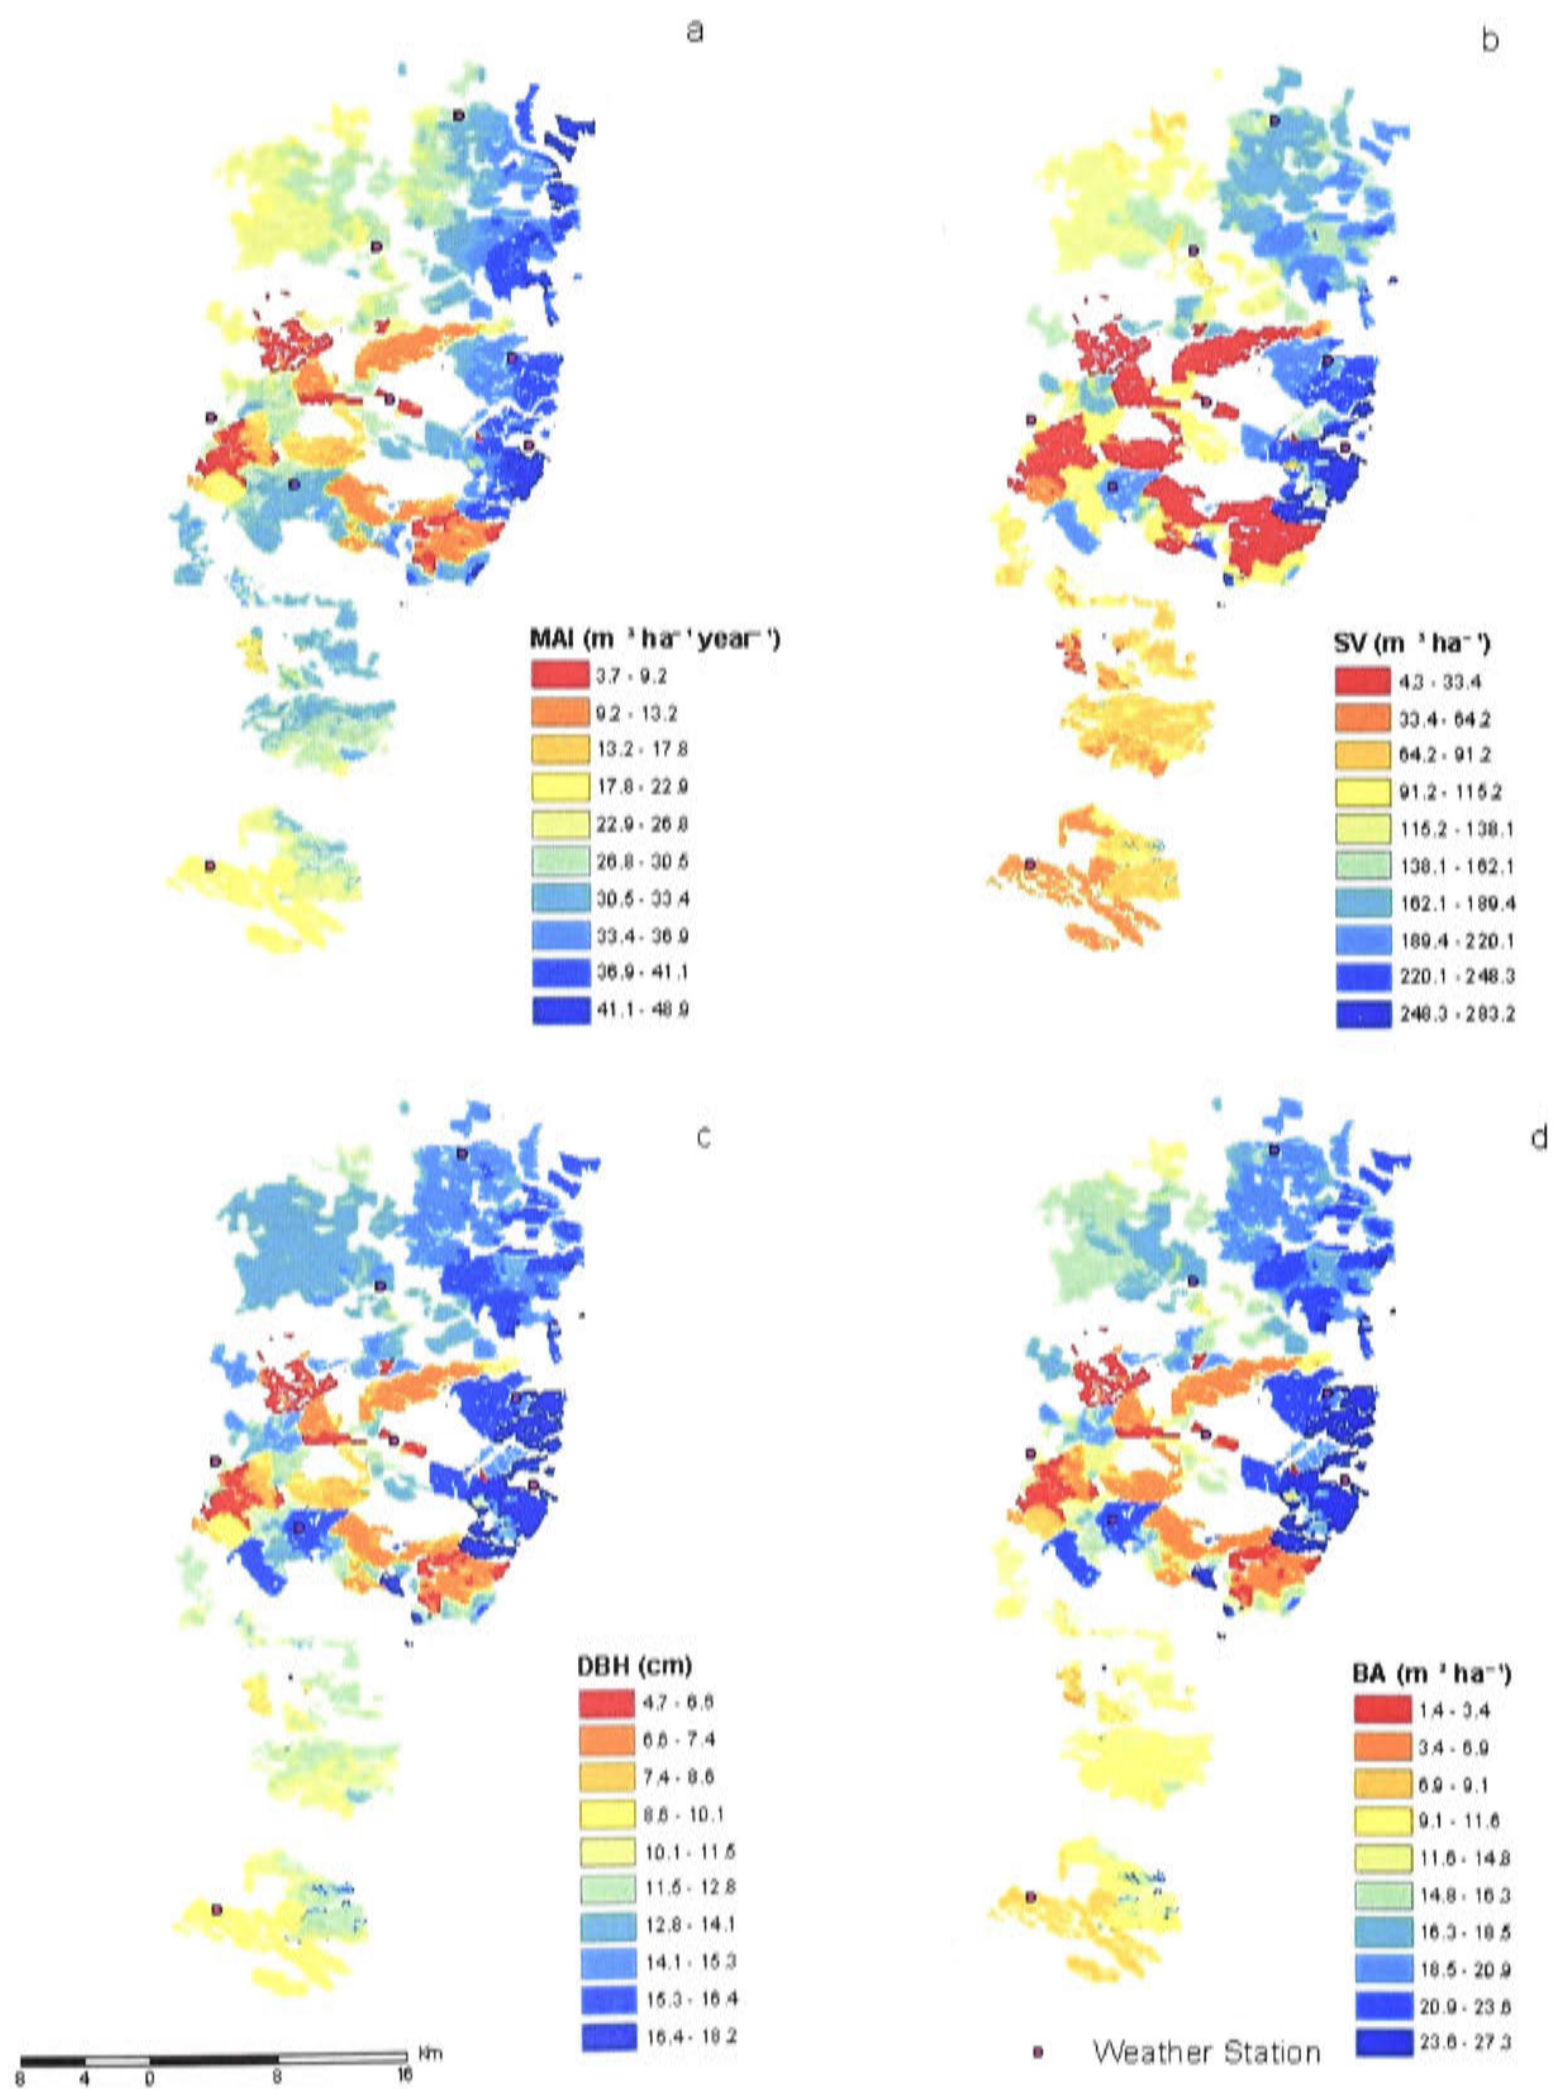 a
b
MAI (m ³ ha⁻¹ year⁻¹)
3.7 - 9.2
9.2 - 13.2
13.2 - 17.8
17.8 - 22.9
22.9 - 26.8
26.8 - 30.5
30.5 - 33.4
33.4 - 36.9
36.9 - 41.1
41.1 - 48.9
SV (m ³ ha⁻¹)
4.3 - 33.4
33.4 - 64.2
64.2 - 91.2
91.2 - 115.2
115.2 - 138.1
138.1 - 162.1
162.1 - 189.4
189.4 - 220.1
220.1 - 248.3
248.3 - 283.2
c
d
DBH (cm)
4.7 - 6.6
6.6 - 7.4
7.4 - 8.6
8.6 - 10.1
10.1 - 11.5
11.5 - 12.8
12.8 - 14.1
14.1 - 15.3
15.3 - 16.4
16.4 - 18.2
BA (m ² ha⁻¹)
1.4 - 3.4
3.4 - 6.9
6.9 - 9.1
9.1 - 11.6
11.6 - 14.8
14.8 - 16.3
16.3 - 18.5
18.5 - 20.9
20.9 - 23.6
23.6 - 27.3
Weather Station
Km
8 4 0 8 16